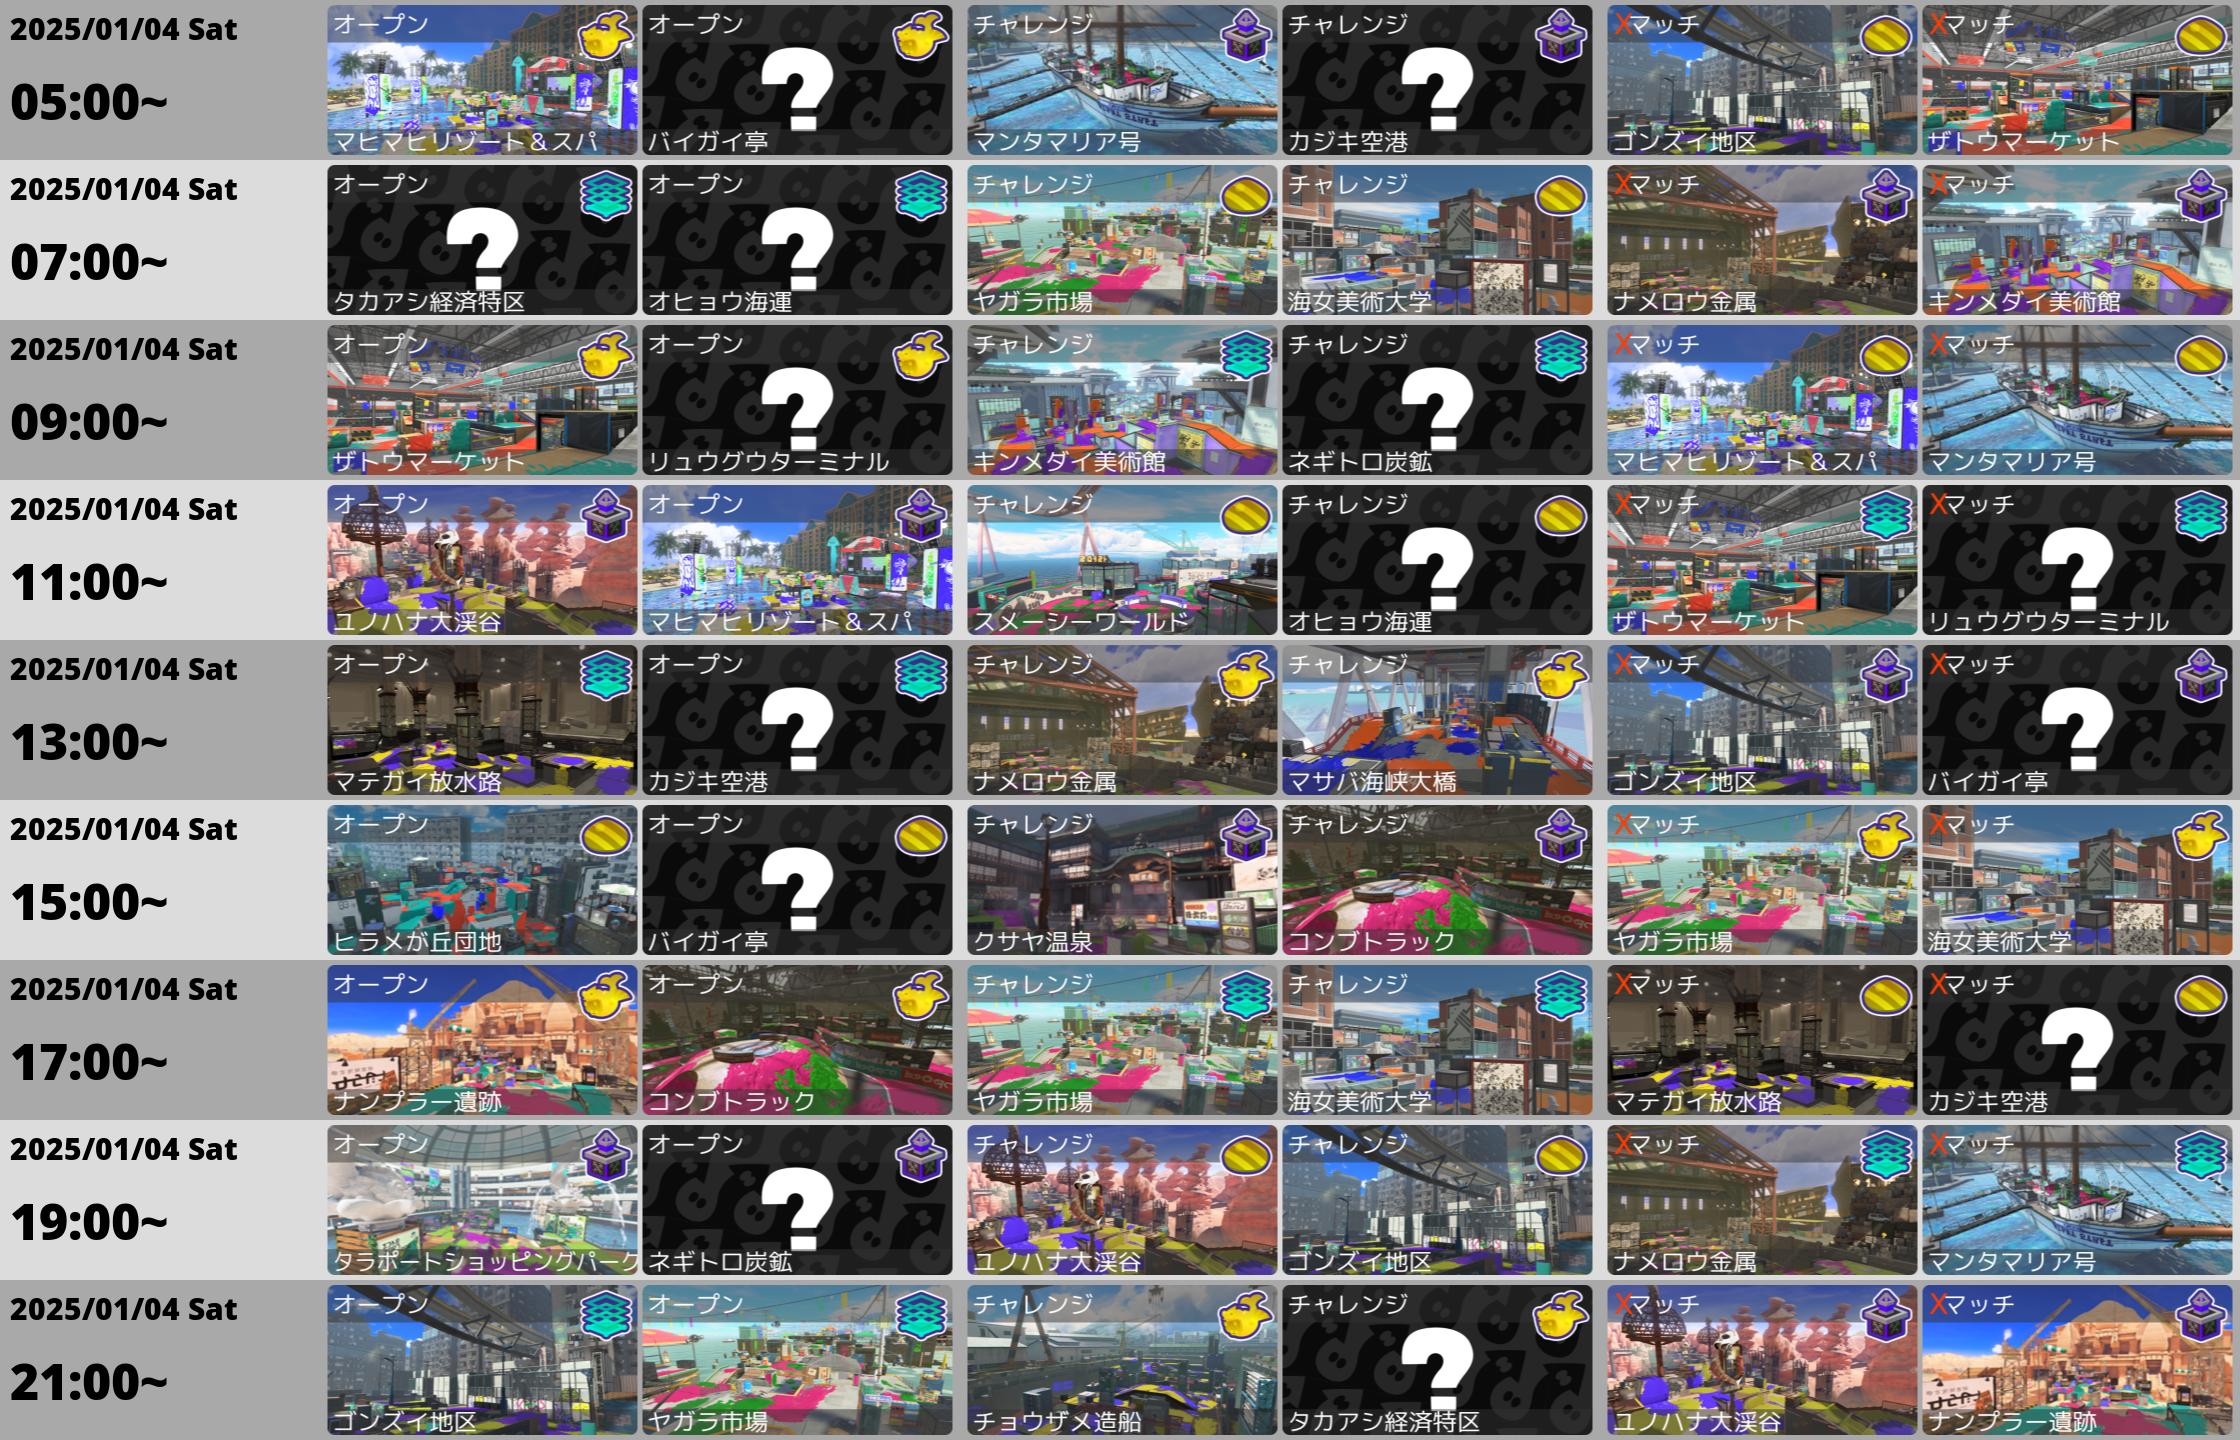 2025/01/04 Sat
05:00~
オープン
マヒマヒリゾート＆スパ
オープン
バイガイ亭
チャレンジ
マンタマリア号
チャレンジ
カジキ空港
Xマッチ
ゴンズイ地区
Xマッチ
ザトウマーケット
2025/01/04 Sat
07:00~
オープン
タカアシ経済特区
オープン
オヒョウ海運
チャレンジ
ヤガラ市場
チャレンジ
海女美術大学
Xマッチ
ナメロウ金属
Xマッチ
キンメダイ美術館
2025/01/04 Sat
09:00~
オープン
ザトウマーケット
オープン
リュウグウターミナル
チャレンジ
キンメダイ美術館
チャレンジ
ネギトロ炭鉱
Xマッチ
マヒマヒリゾート＆スパ
Xマッチ
マンタマリア号
2025/01/04 Sat
11:00~
オープン
ユノハナ大渓谷
オープン
マヒマヒリゾート＆スパ
チャレンジ
スメーシーワールド
チャレンジ
オヒョウ海運
Xマッチ
ザトウマーケット
Xマッチ
リュウグウターミナル
2025/01/04 Sat
13:00~
オープン
マテガイ放水路
オープン
カジキ空港
チャレンジ
ナメロウ金属
チャレンジ
マサバ海峡大橋
Xマッチ
ゴンズイ地区
Xマッチ
バイガイ亭
2025/01/04 Sat
15:00~
オープン
ヒラメが丘団地
オープン
バイガイ亭
チャレンジ
クサヤ温泉
チャレンジ
コンブトラック
Xマッチ
ヤガラ市場
Xマッチ
海女美術大学
2025/01/04 Sat
17:00~
オープン
ナンプラー遺跡
オープン
コンブトラック
チャレンジ
ヤガラ市場
チャレンジ
海女美術大学
Xマッチ
マテガイ放水路
Xマッチ
カジキ空港
2025/01/04 Sat
19:00~
オープン
タラポートショッピングパーク
オープン
ネギトロ炭鉱
チャレンジ
ユノハナ大渓谷
チャレンジ
ゴンズイ地区
Xマッチ
ナメロウ金属
Xマッチ
マンタマリア号
2025/01/04 Sat
21:00~
オープン
ゴンズイ地区
オープン
ヤガラ市場
チャレンジ
チョウザメ造船
チャレンジ
タカアシ経済特区
Xマッチ
ユノハナ大渓谷
Xマッチ
ナンプラー遺跡